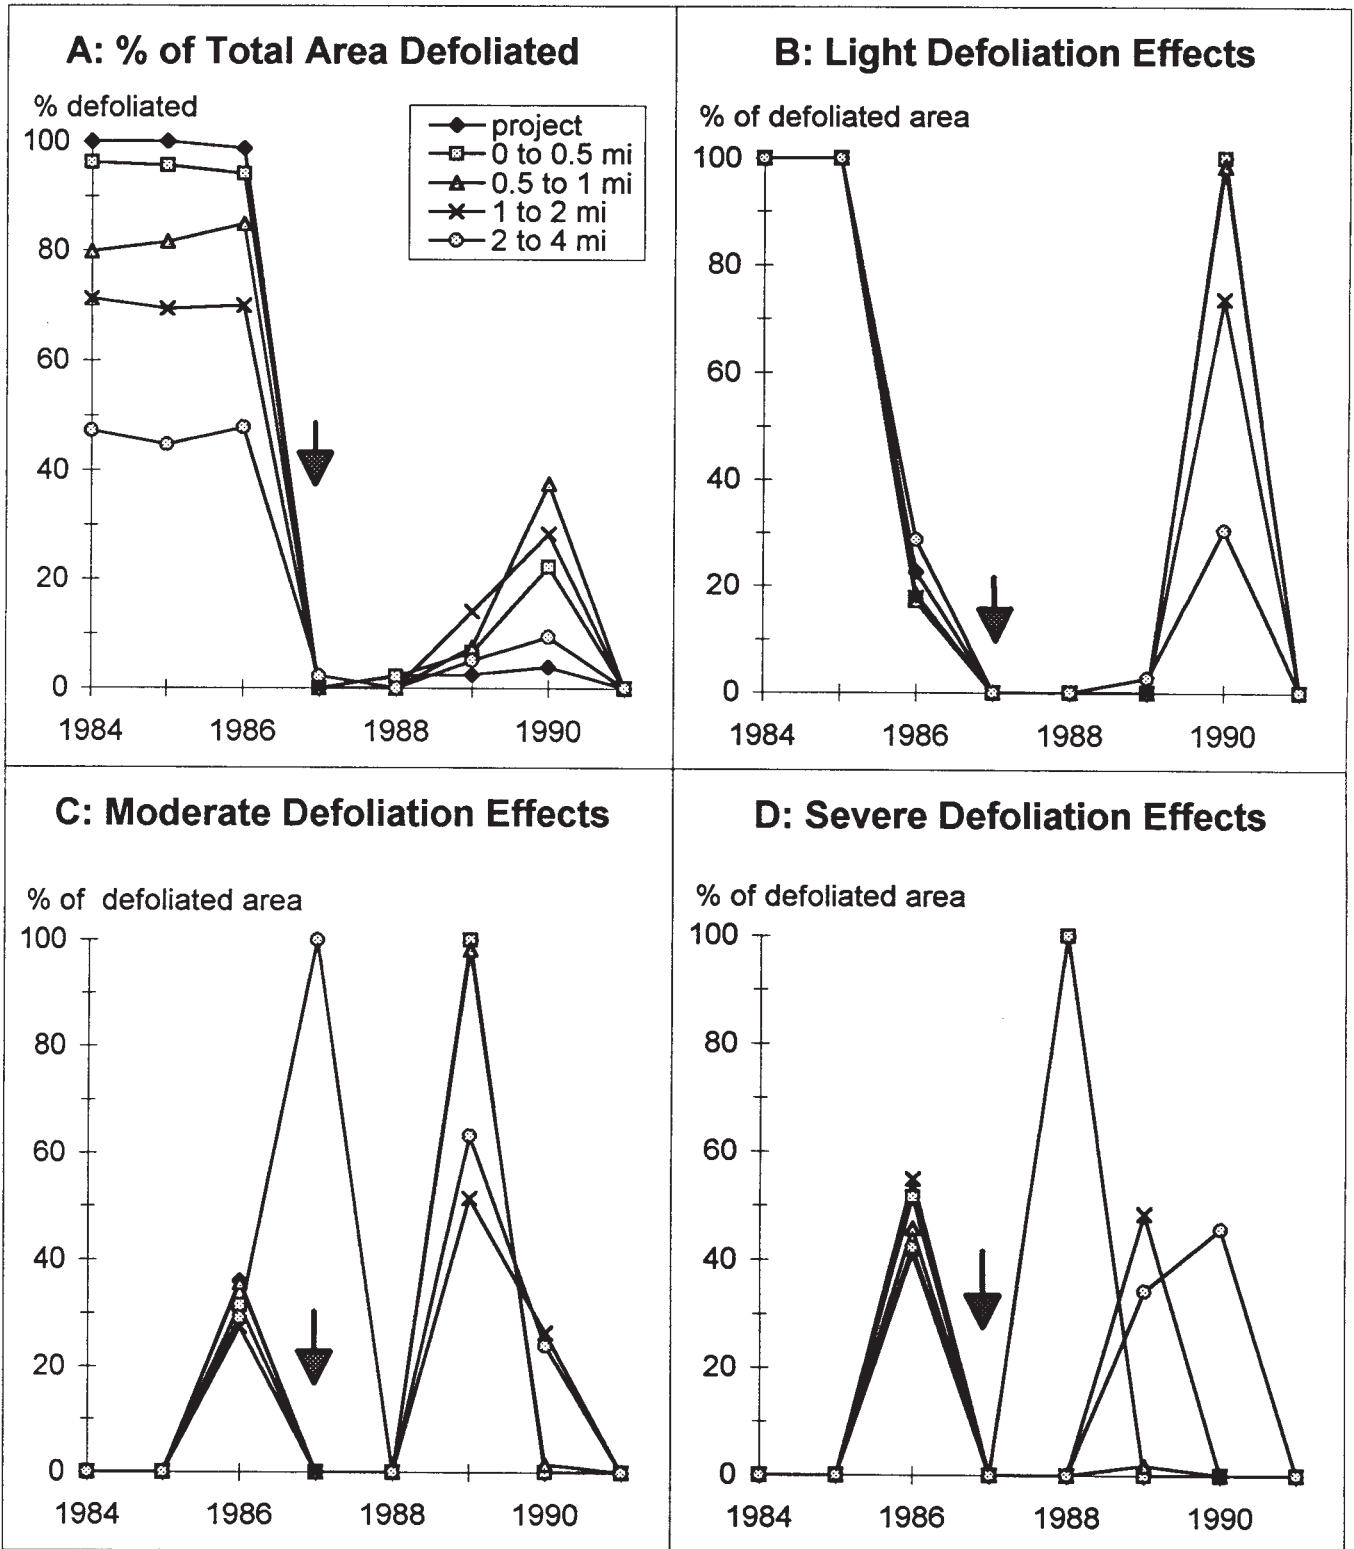 A: % of Total Area Defoliated
% defoliated
100
80
60
40
20
0
1984 1986 1988 1990
project
0 to 0.5 mi
0.5 to 1 mi
1 to 2 mi
2 to 4 mi
B: Light Defoliation Effects
% of defoliated area
100
80
60
40
20
0
1984 1986 1988 1990
C: Moderate Defoliation Effects
% of defoliated area
100
80
60
40
20
0
1984 1986 1988 1990
D: Severe Defoliation Effects
% of defoliated area
100
80
60
40
20
0
1984 1986 1988 1990